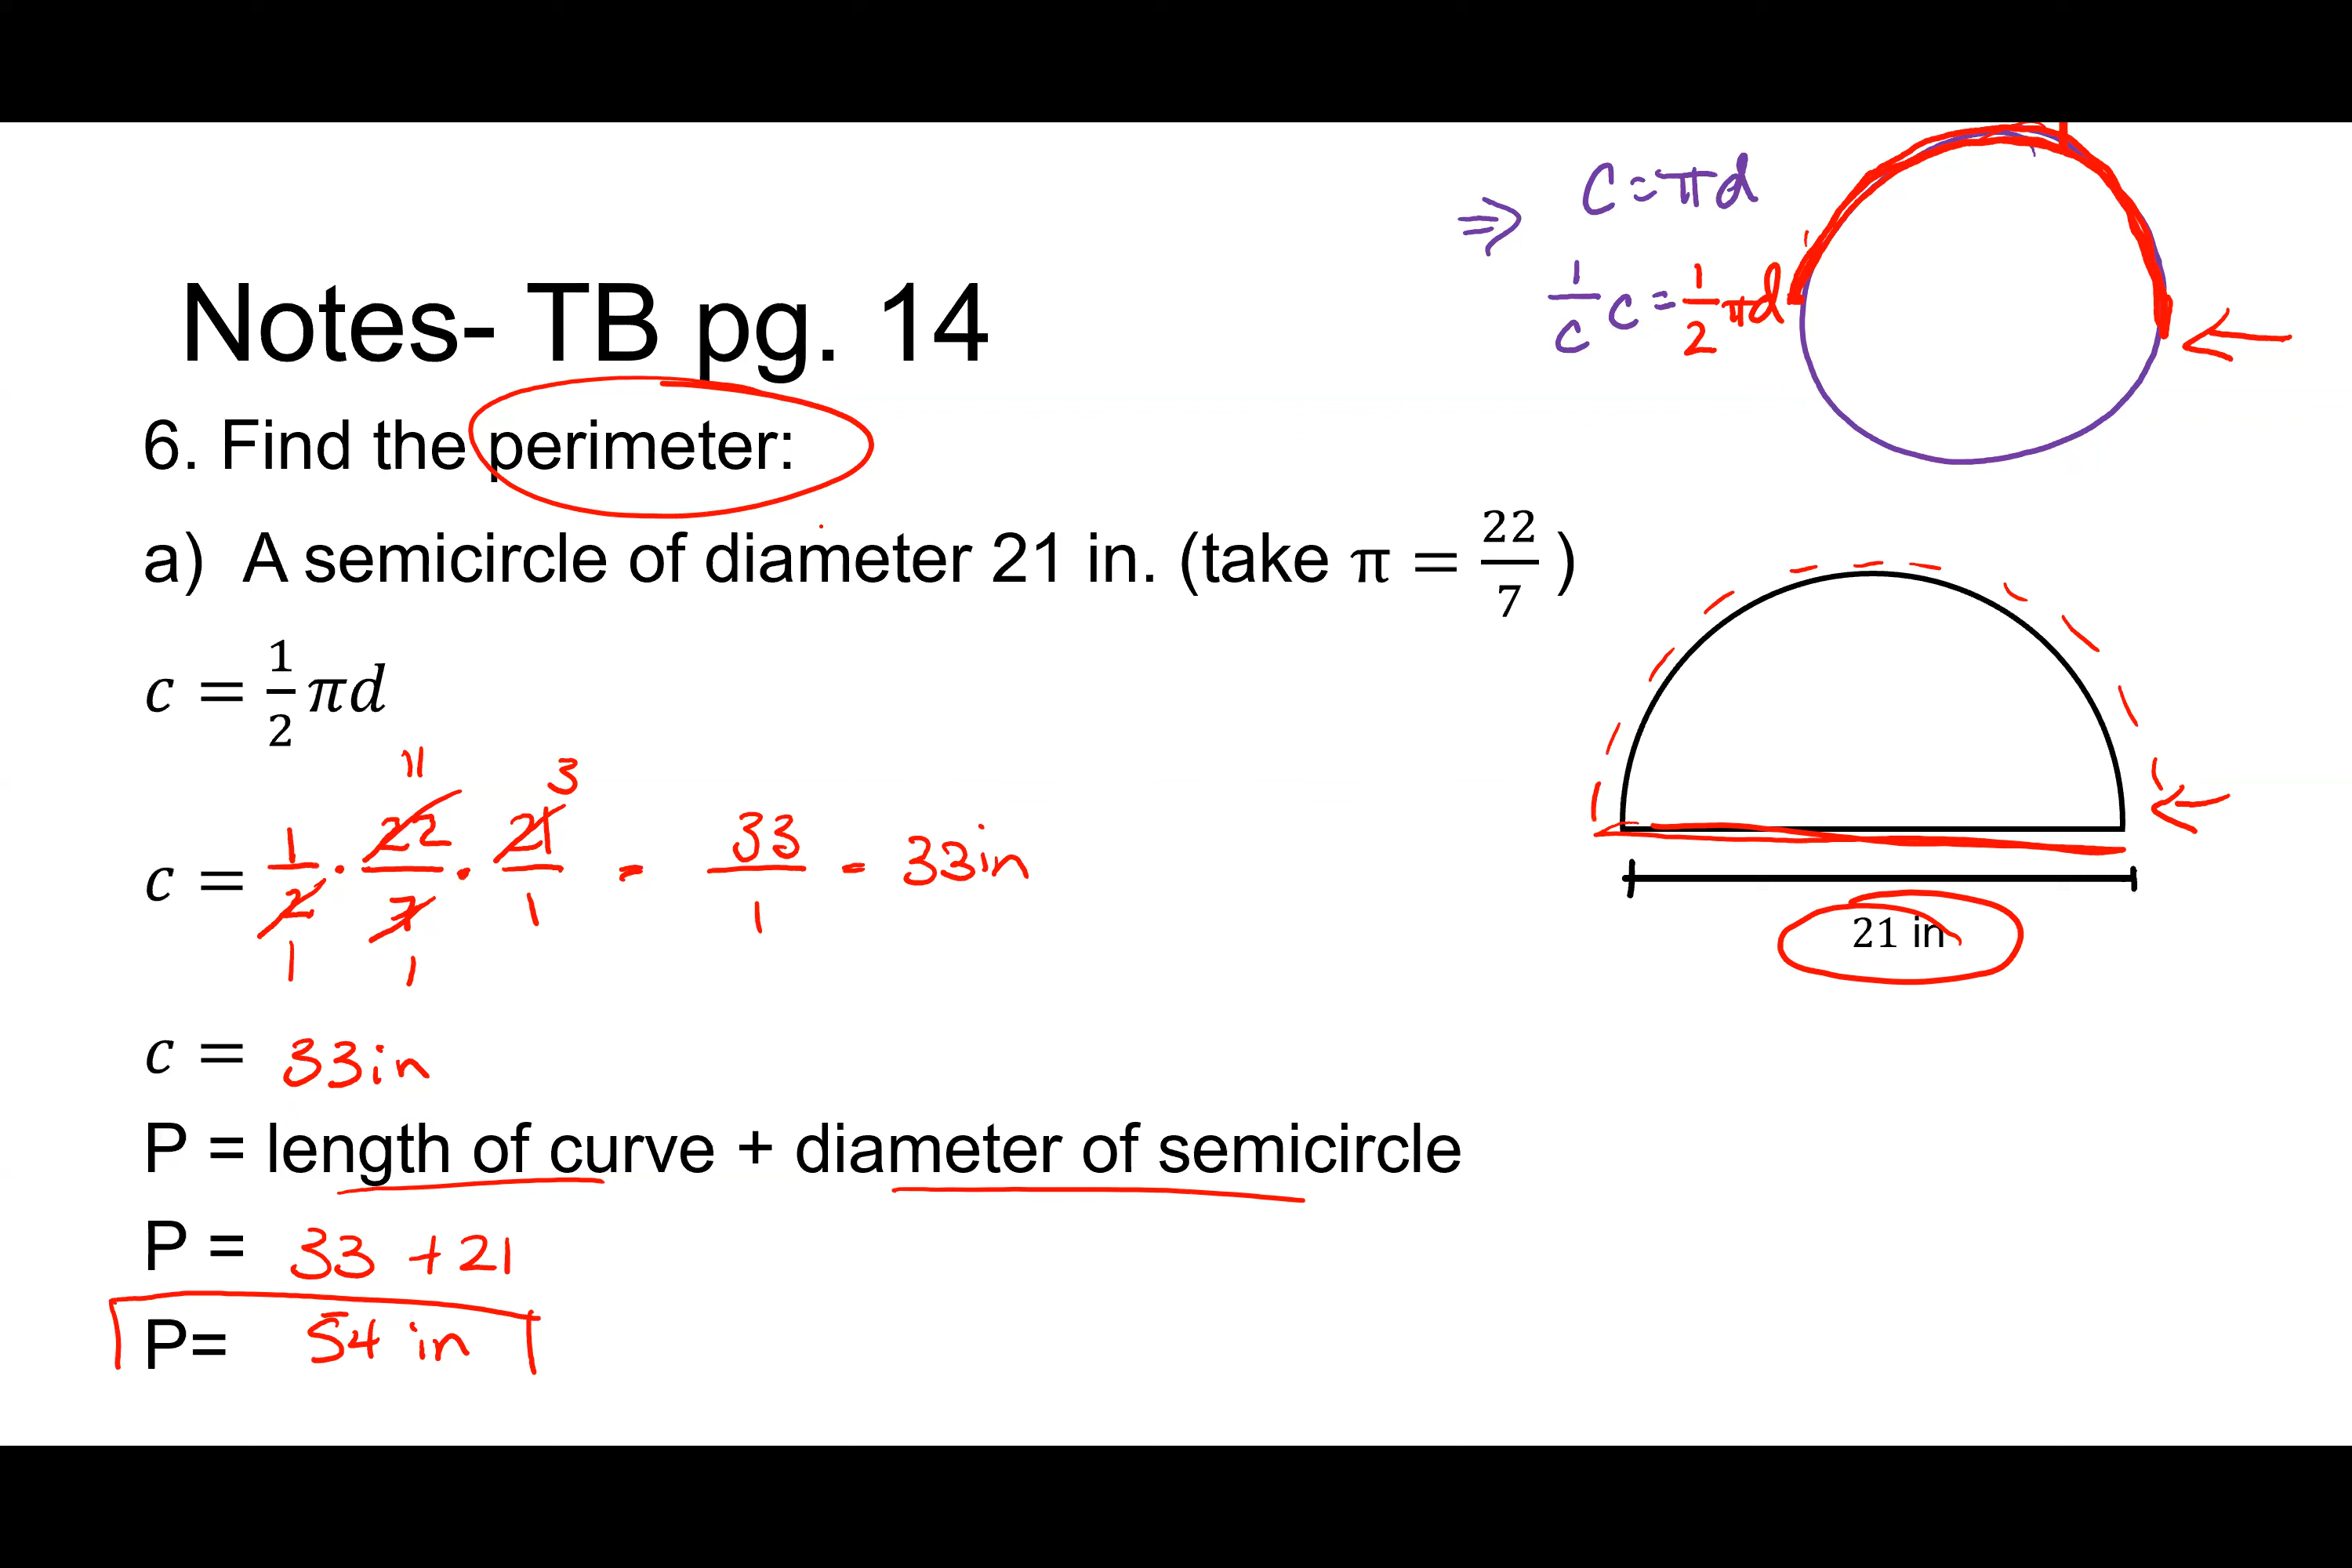 C = πd
⇒
1/c c = 1/2 πd
Notes- TB pg. 14
6. Find the perimeter:
a) A semicircle of diameter 21 in. (take π = 22/7)
c = 1/2 πd
11 3
c = 1/2 · 22/7 · 21/1 = 33/1 = 33in
1 1
21 in
c = 33in
P = length of curve + diameter of semicircle
P = 33 + 21
P= 54 in